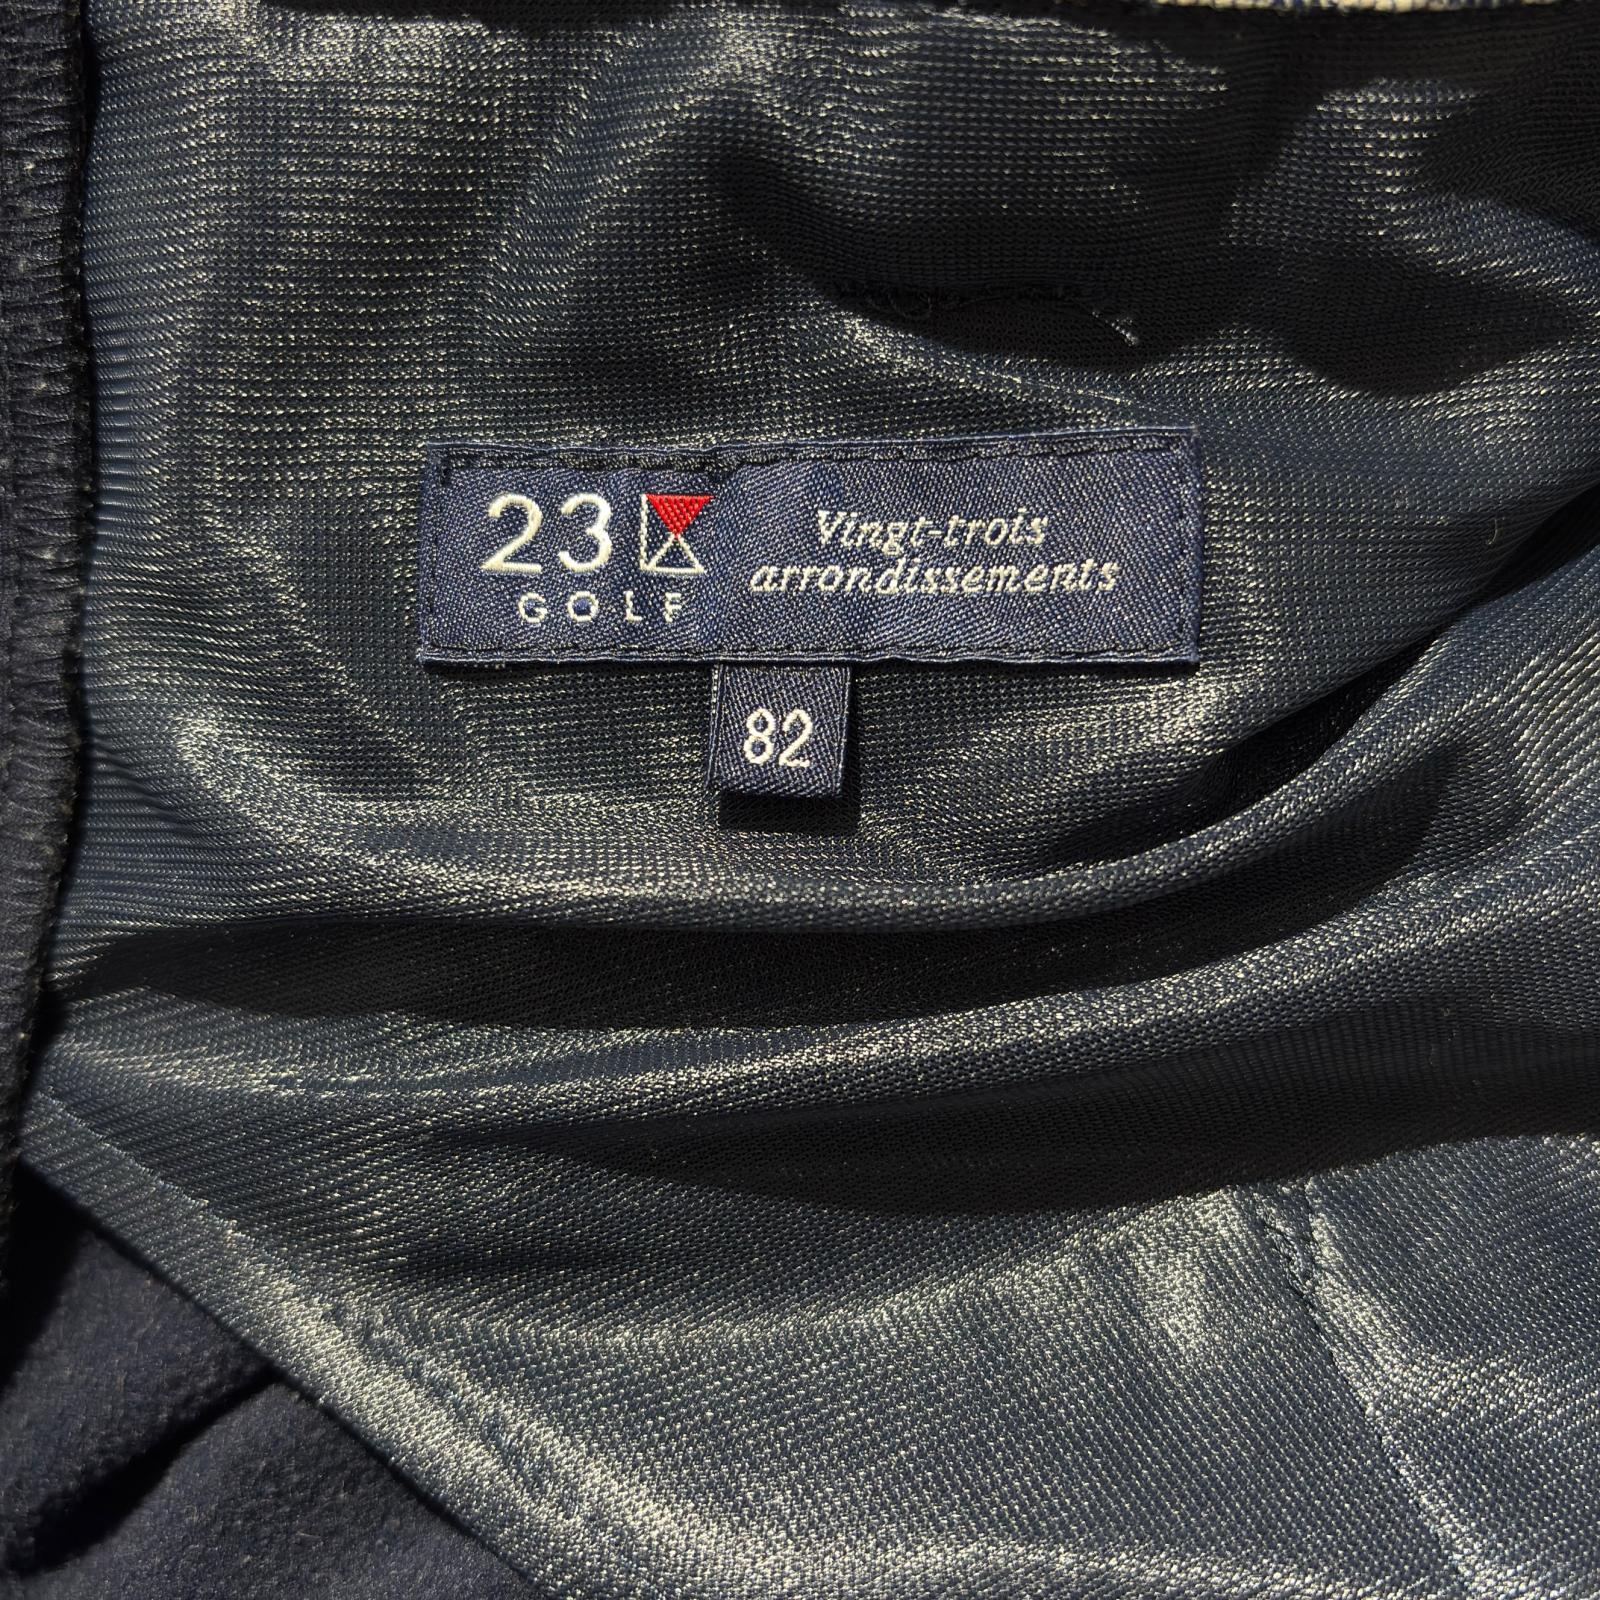 23
GOLF
Vingt-trois
arrondissements
82